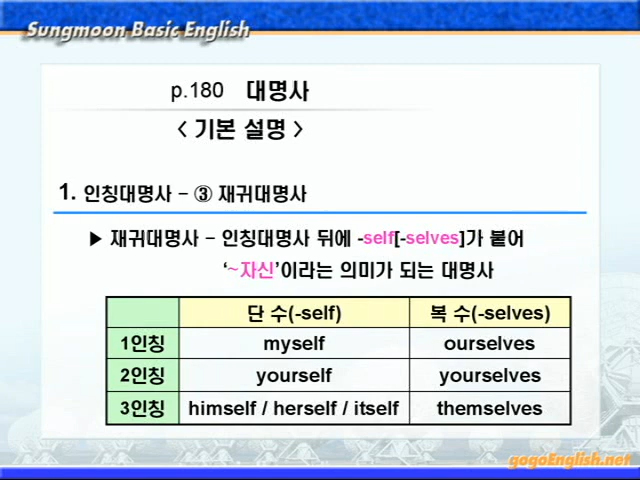 Sungmoon Basic English
p.180 대명사
< 기본 설명 >
1. 인칭대명사 – ③ 재귀대명사
▶ 재귀대명사 – 인칭대명사 뒤에 -self[-selves]가 붙어
‘~자신’이라는 의미가 되는 대명사
단 수(-self) 복 수(-selves)
1인칭 myself ourselves
2인칭 yourself yourselves
3인칭 himself / herself / itself themselves
gogoEnglish.net